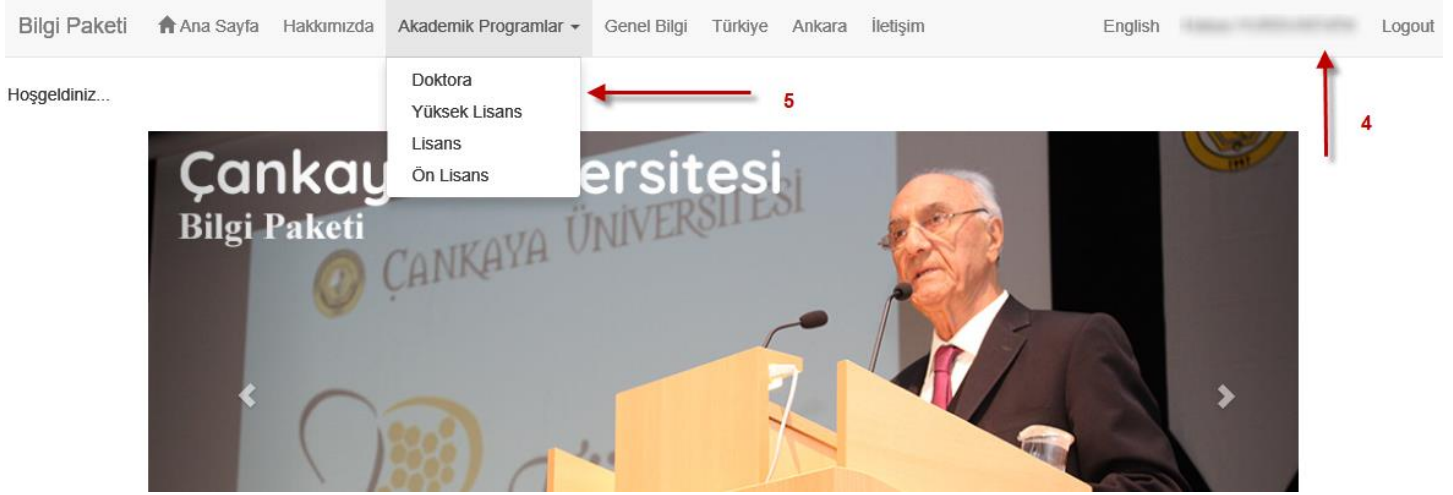 Bilgi Paketi Ana Sayfa Hakkımızda Akademik Programlar Genel Bilgi Türkiye Ankara İletişim English Logout
Hoşgeldiniz...
Doktora
Yüksek Lisans
Lisans
Ön Lisans
5
4
Çankay ersitesi
Bilgi Paketi
ÇANKAYA ÜNİVERSİTESİ
1997